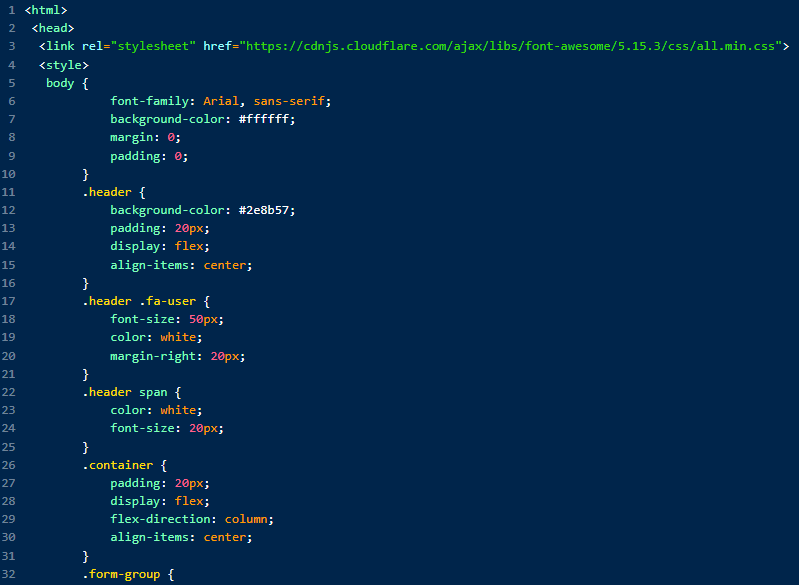 1 <html>
2 <head>
3 <link rel="stylesheet" href="https://cdnjs.cloudflare.com/ajax/libs/font-awesome/5.15.3/css/all.min.css">
4 <style>
5 body {
6 font-family: Arial, sans-serif;
7 background-color: #ffffff;
8 margin: 0;
9 padding: 0;
10 }
11 .header {
12 background-color: #2e8b57;
13 padding: 20px;
14 display: flex;
15 align-items: center;
16 }
17 .header .fa-user {
18 font-size: 50px;
19 color: white;
20 margin-right: 20px;
21 }
22 .header span {
23 color: white;
24 font-size: 20px;
25 }
26 .container {
27 padding: 20px;
28 display: flex;
29 flex-direction: column;
30 align-items: center;
31 }
32 .form-group {